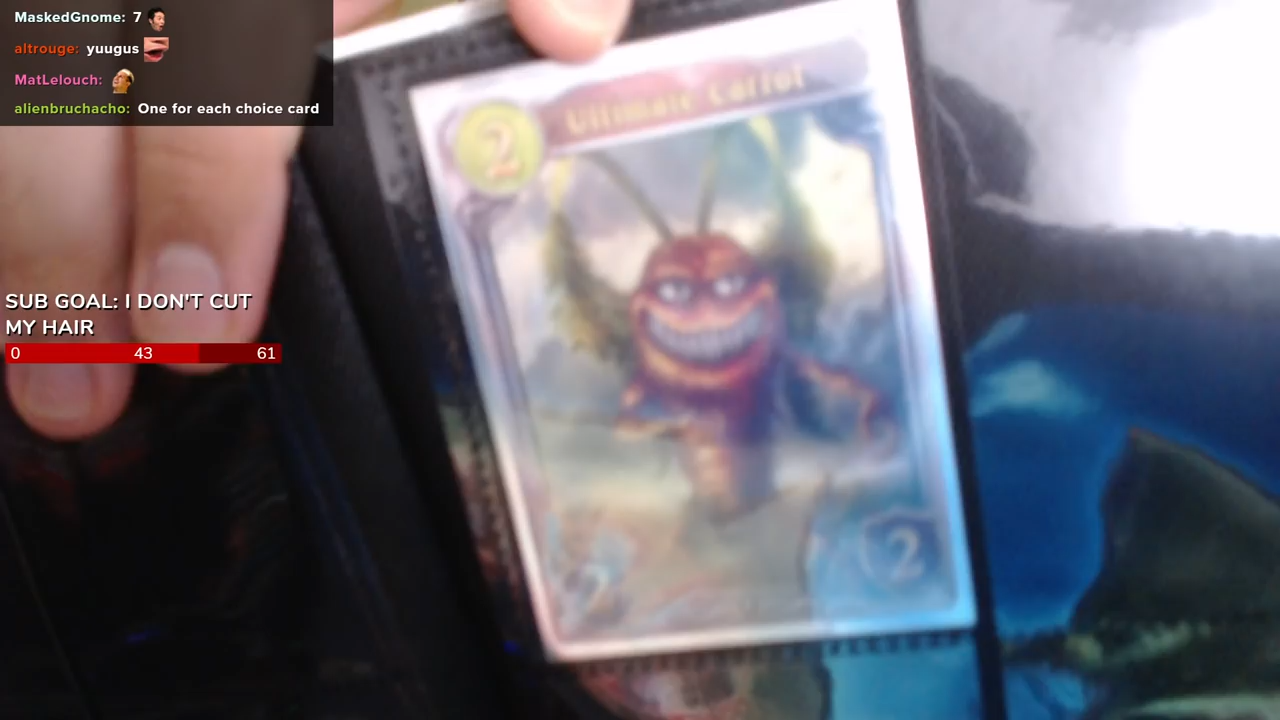 MaskedGnome: 7
altrouge: yuugus
MatLelouch:
alienbruchacho: One for each choice card
SUB GOAL: I DON'T CUT
MY HAIR
0 43 61
Ultimate Carrot
2
2
2